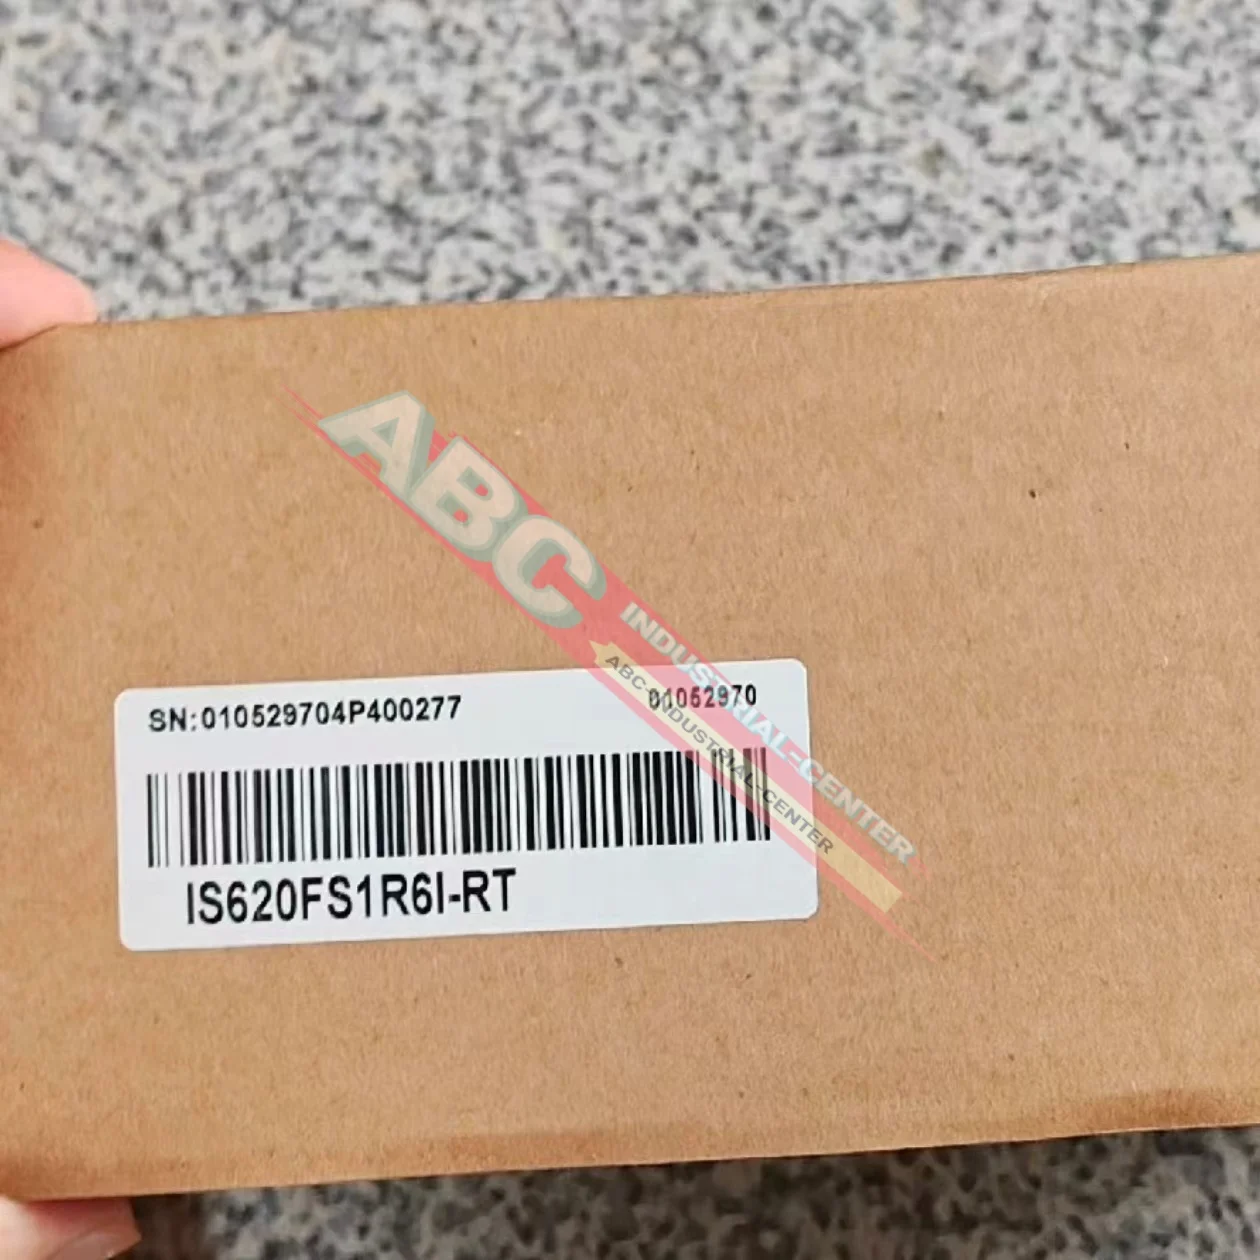 ABC
INDUSTRIAL-CENTER
ABC-INDUSTRIAL-CENTER
SN:010529704P400277
01052970
IS620FS1R6I-RT